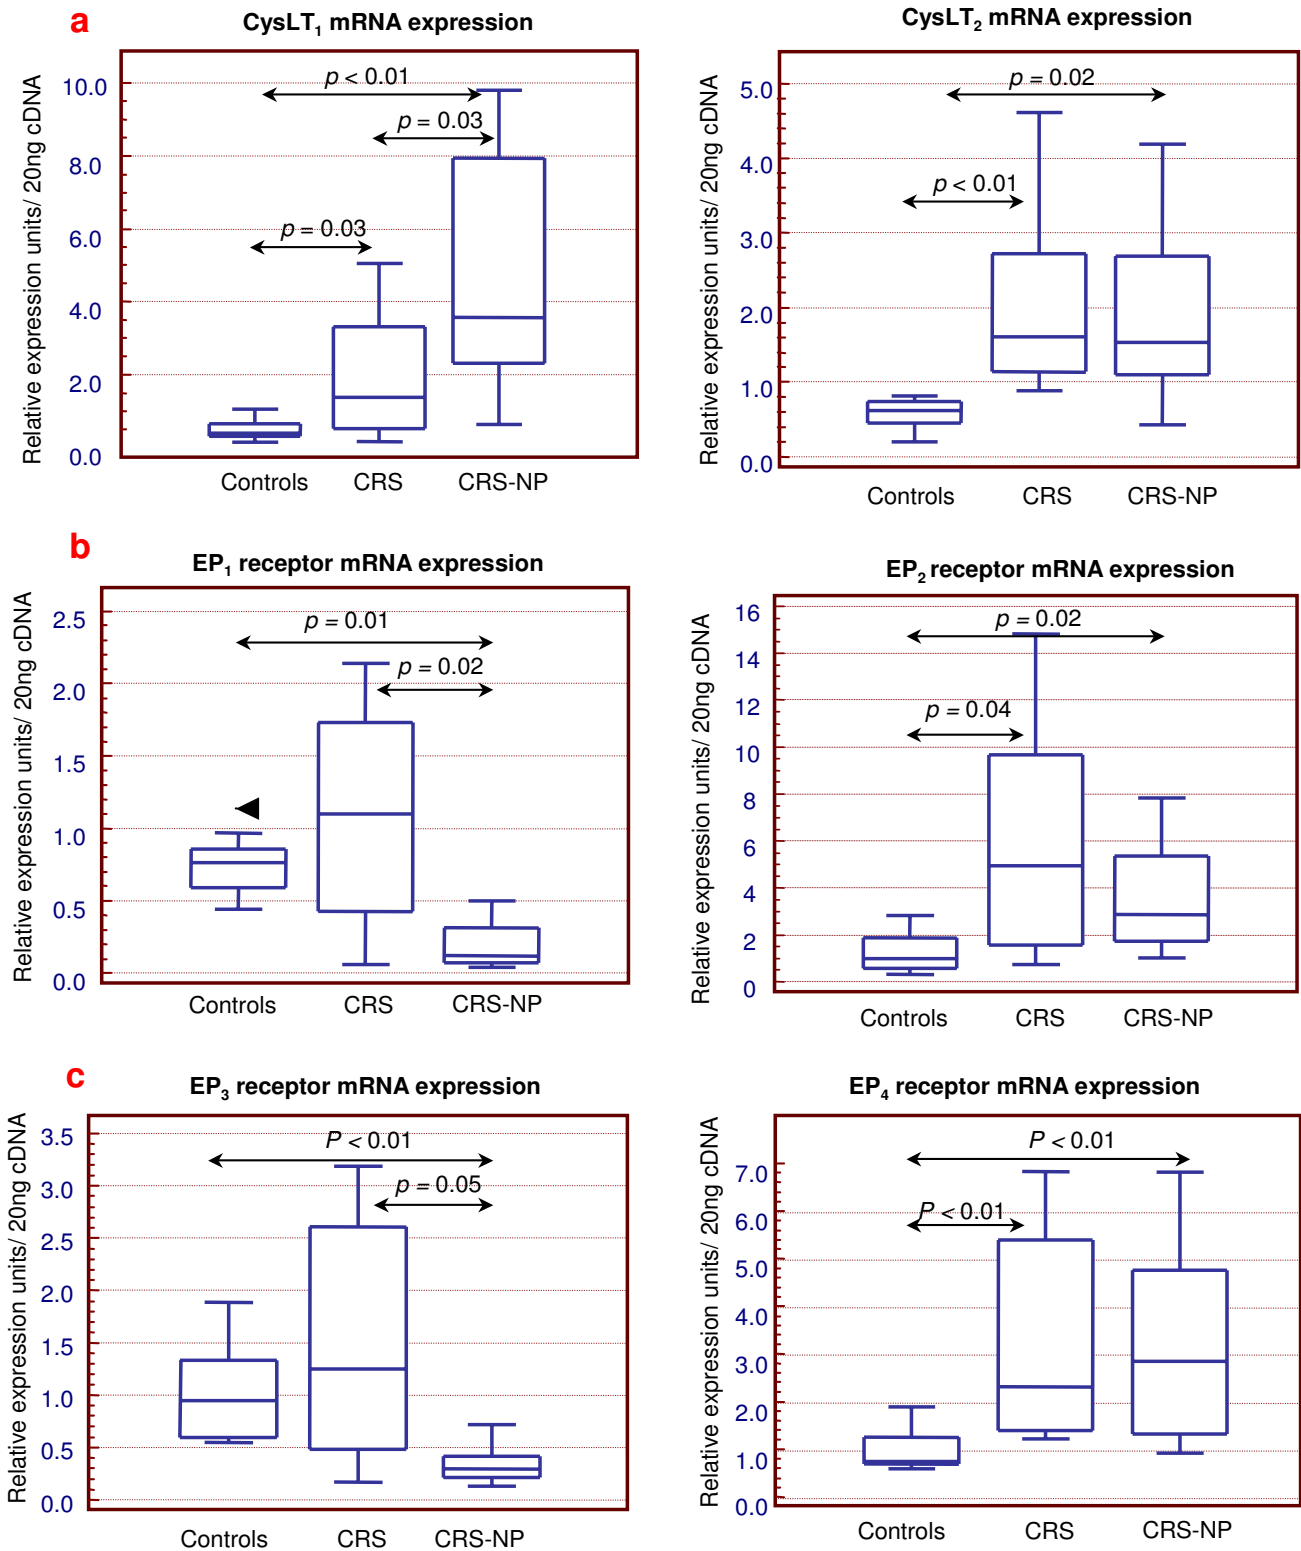 a
CysLT1 mRNA expression
Relative expression units/ 20ng cDNA
10.0
8.0
6.0
4.0
2.0
0.0
p < 0.01
p = 0.03
p = 0.03
Controls CRS CRS-NP
CysLT2 mRNA expression
Relative expression units/ 20ng cDNA
5.0
4.0
3.0
2.0
1.0
0.0
p = 0.02
p < 0.01
Controls CRS CRS-NP
b
EP1 receptor mRNA expression
Relative expression units/ 20ng cDNA
2.5
2.0
1.5
1.0
0.5
0.0
p = 0.01
p = 0.02
Controls CRS CRS-NP
EP2 receptor mRNA expression
Relative expression units/ 20ng cDNA
16
14
12
10
8
6
4
2
0
p = 0.02
p = 0.04
Controls CRS CRS-NP
c
EP3 receptor mRNA expression
Relative expression units/ 20ng cDNA
3.5
3.0
2.5
2.0
1.5
1.0
0.5
0.0
P < 0.01
p = 0.05
Controls CRS CRS-NP
EP4 receptor mRNA expression
Relative expression units/ 20ng cDNA
7.0
6.0
5.0
4.0
3.0
2.0
1.0
0.0
P < 0.01
P < 0.01
Controls CRS CRS-NP